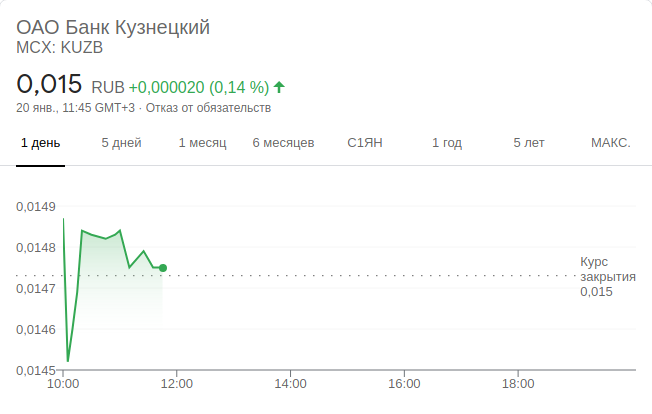 ОАО Банк Кузнецкий
MCX: KUZB
0,015 RUB +0,000020 (0,14 %)
20 янв., 11:45 GMT+3 · Отказ от обязательств
1 день 5 дней 1 месяц 6 месяцев С1ЯН 1 год 5 лет МАКС.
0,0149
0,0148
0,0147
0,0146
0,0145
Курс
закрытия
0,015
10:00 12:00 14:00 16:00 18:00